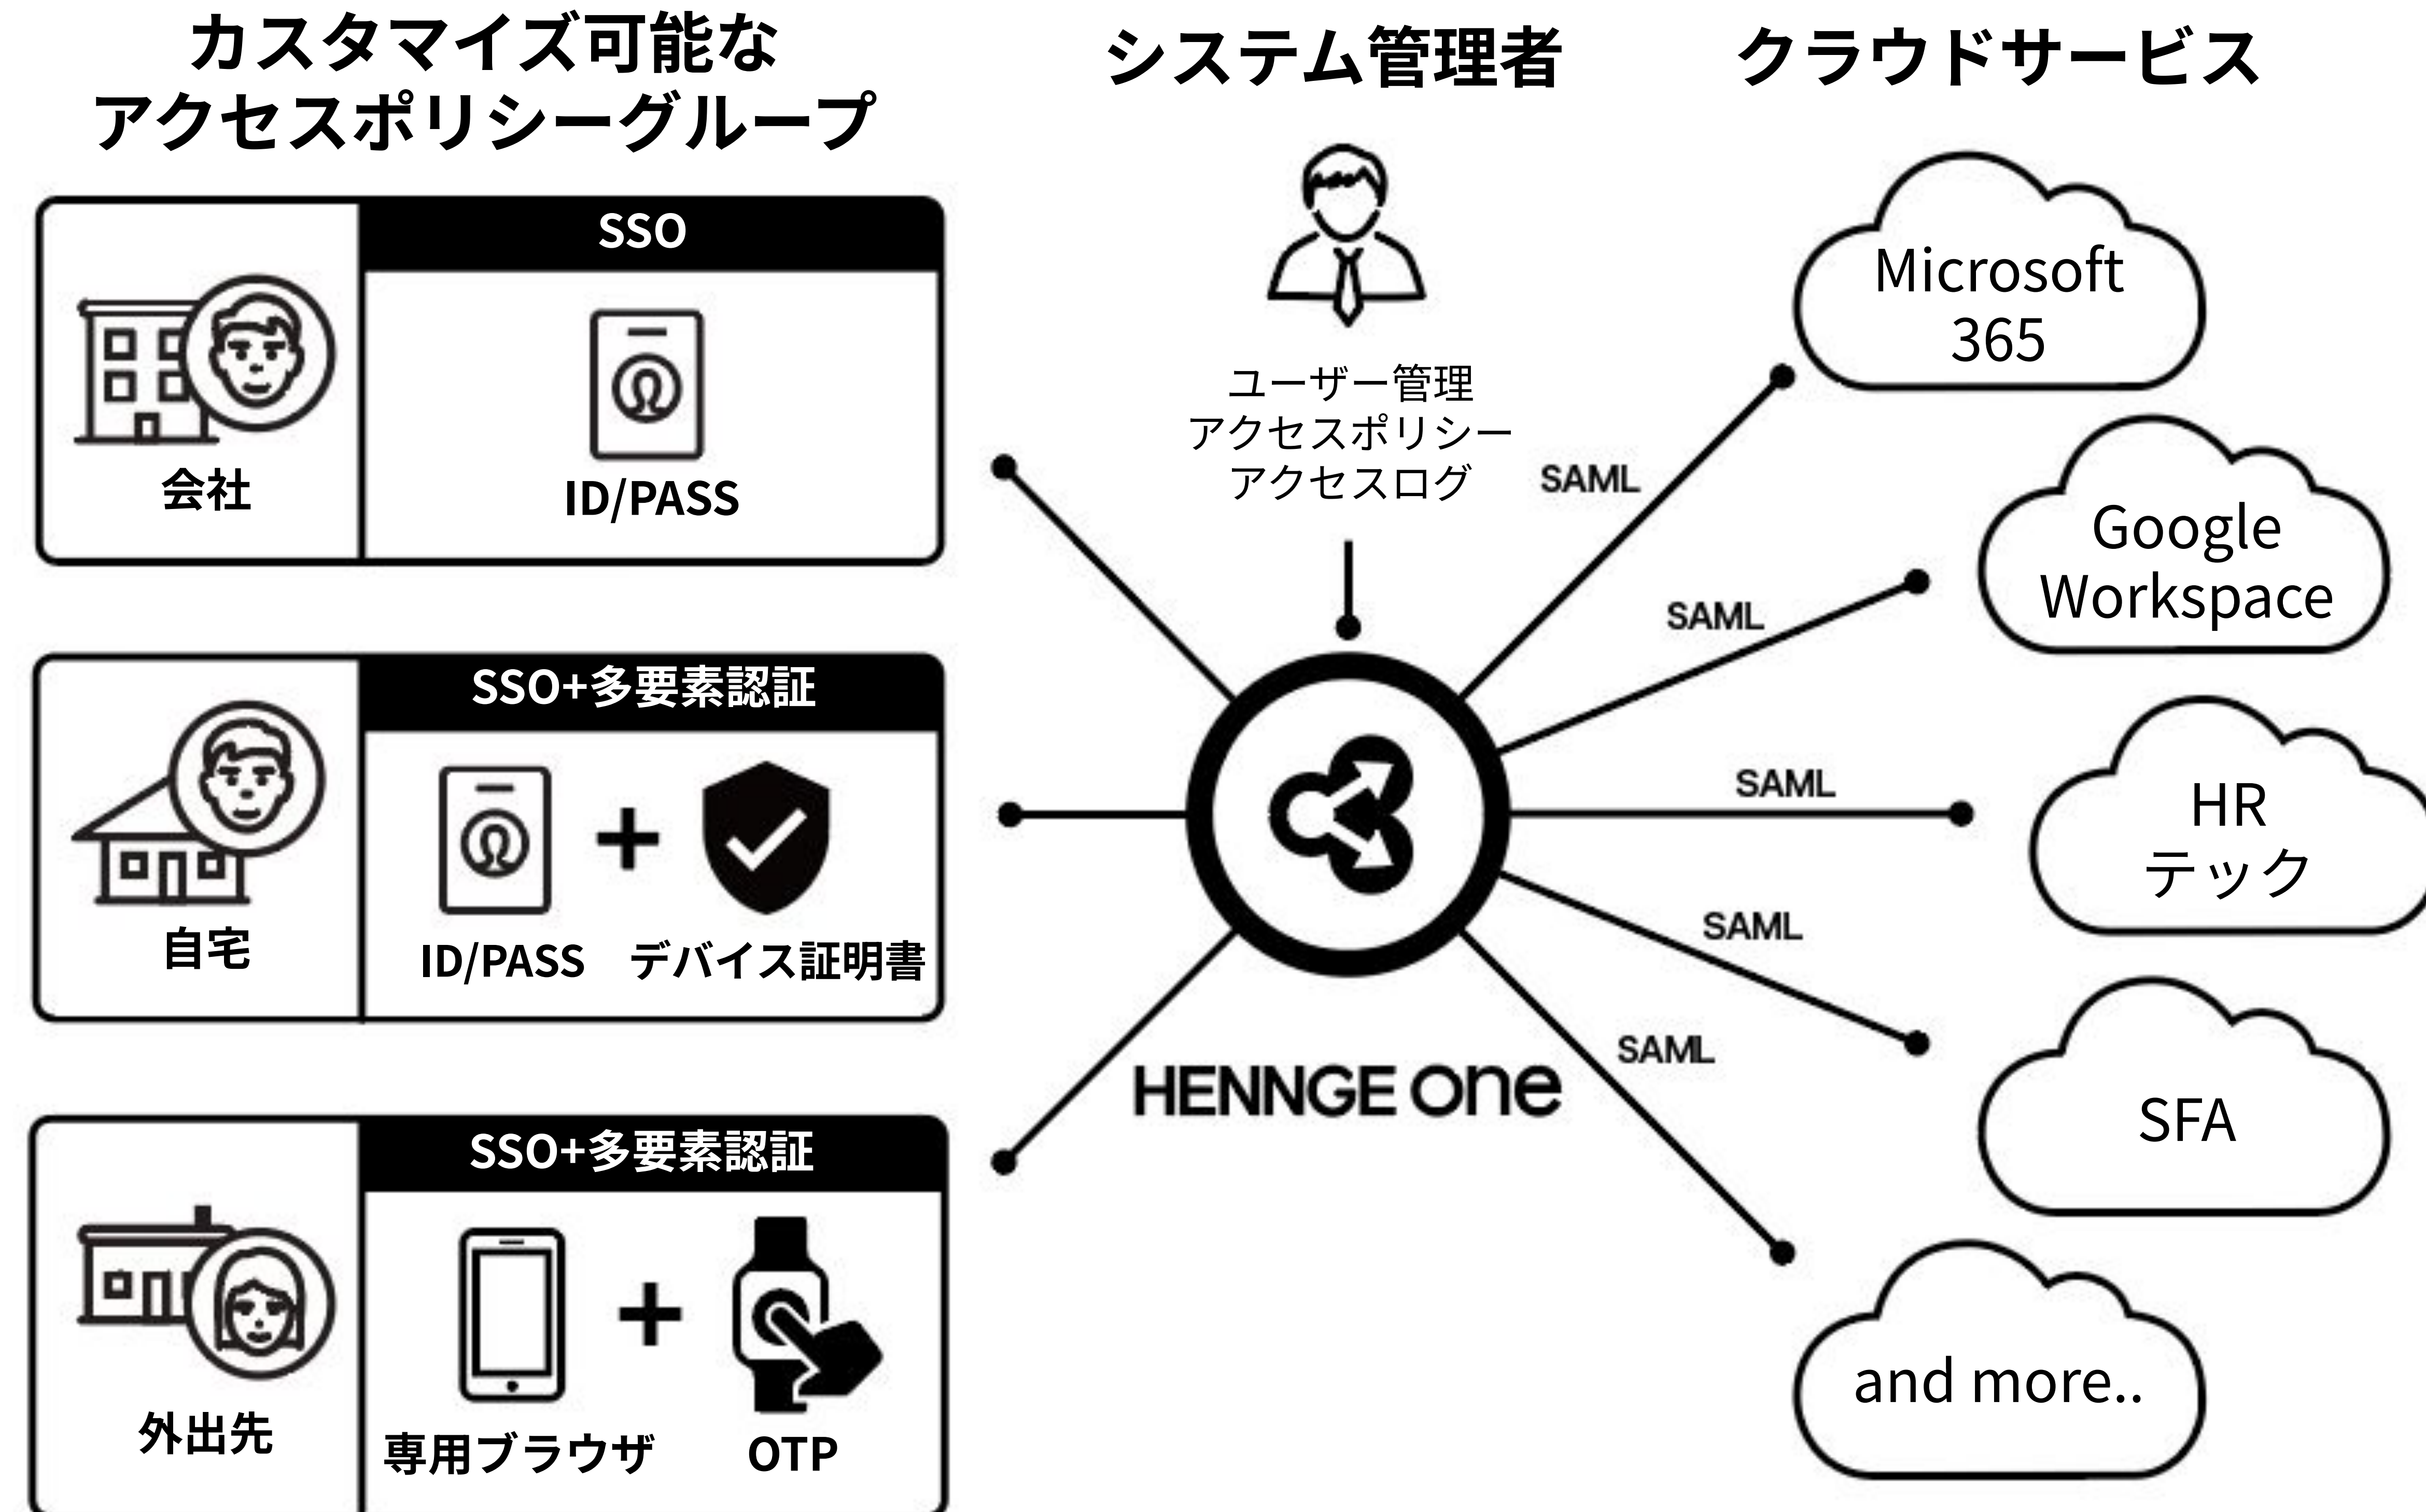 カスタマイズ可能な
アクセスポリシーグループ
SSO
会社
ID/PASS
SSO+多要素認証
自宅
ID/PASS
デバイス証明書
SSO+多要素認証
外出先
専用ブラウザ
OTP
システム管理者
ユーザー管理
アクセスポリシー
アクセスログ
HENNGE one
SAML
SAML
SAML
SAML
SAML
クラウドサービス
Microsoft
365
Google
Workspace
HR
テック
SFA
and more..